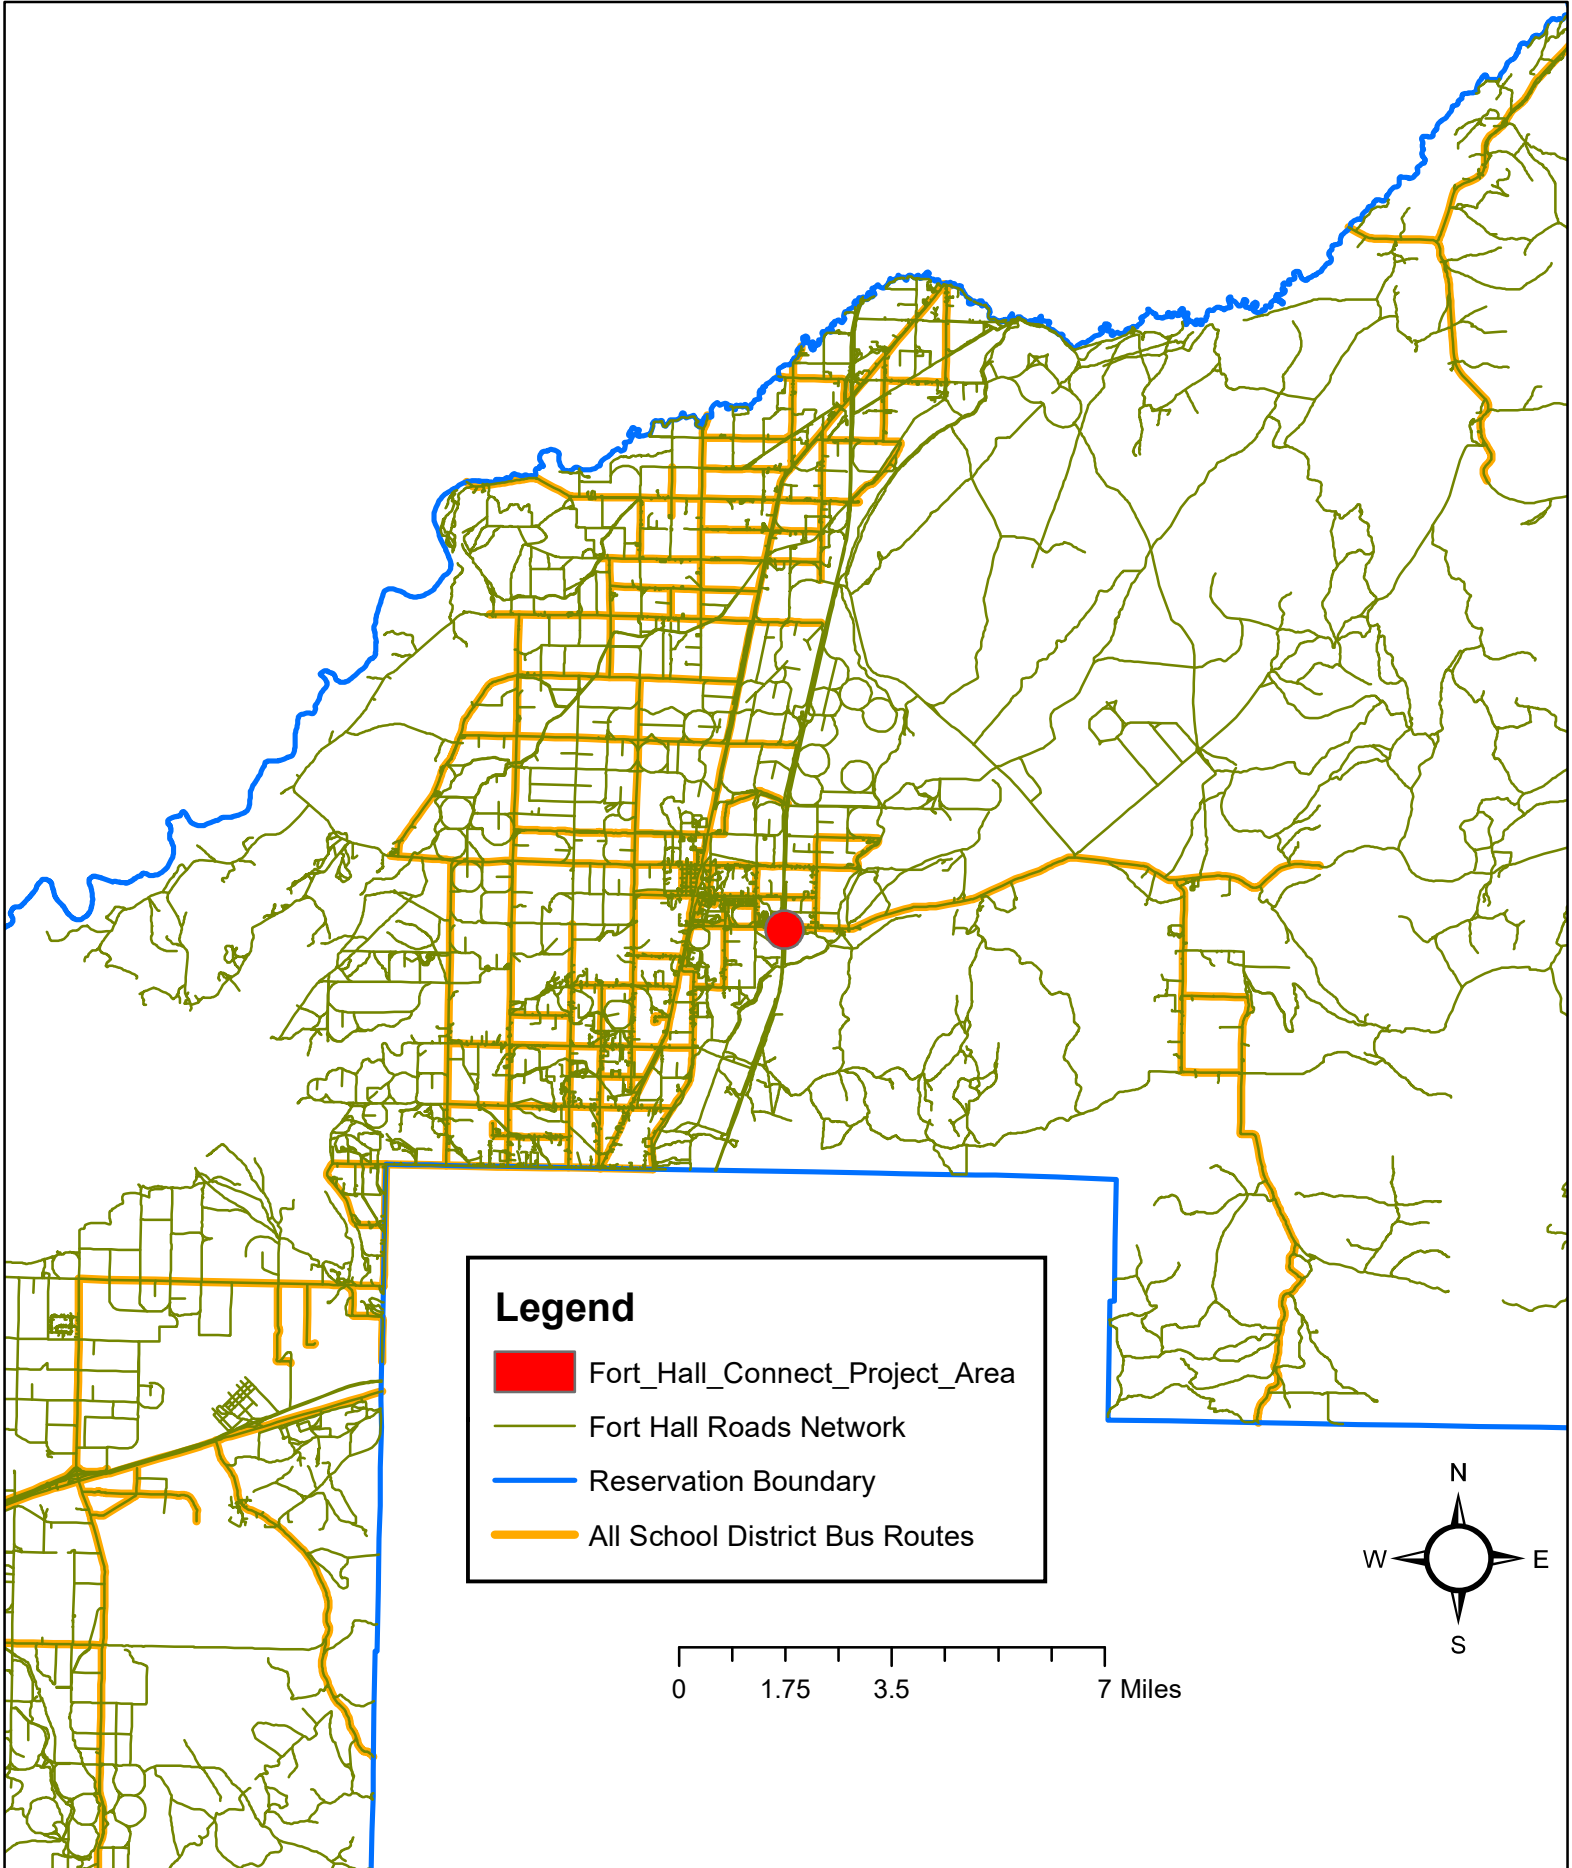 Legend
Fort_Hall_Connect_Project_Area
Fort Hall Roads Network
Reservation Boundary
All School District Bus Routes
N
W E
S
0 1.75 3.5 7 Miles